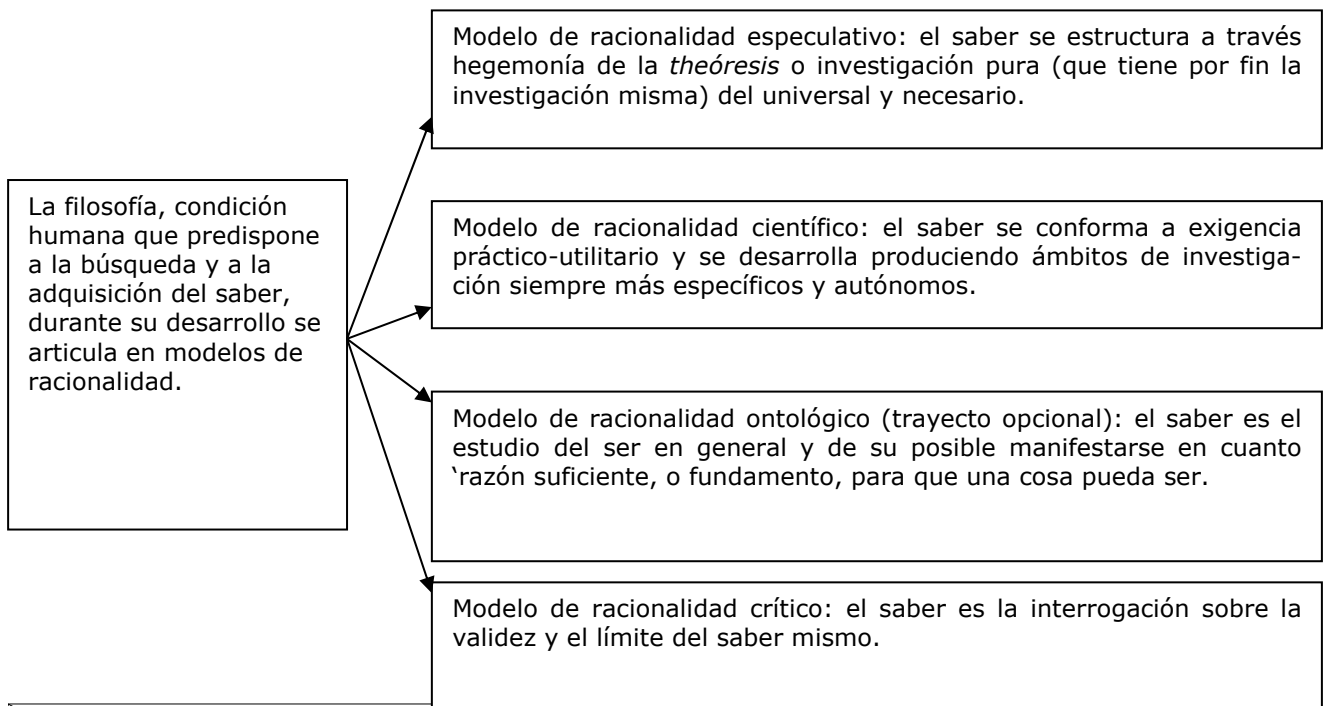 La filosofía, condición
humana que predispone
a la búsqueda y a la
adquisición del saber,
durante su desarrollo se
articula en modelos de
racionalidad.
Modelo de racionalidad especulativo: el saber se estructura a través
hegemonía de la theóresis o investigación pura (que tiene por fin la
investigación misma) del universal y necesario.
Modelo de racionalidad científico: el saber se conforma a exigencia
práctico-utilitario y se desarrolla produciendo ámbitos de investiga-
ción siempre más específicos y autónomos.
Modelo de racionalidad ontológico (trayecto opcional): el saber es el
estudio del ser en general y de su posible manifestarse en cuanto
‘razón suficiente, o fundamento, para que una cosa pueda ser.
Modelo de racionalidad crítico: el saber es la interrogación sobre la
validez y el límite del saber mismo.